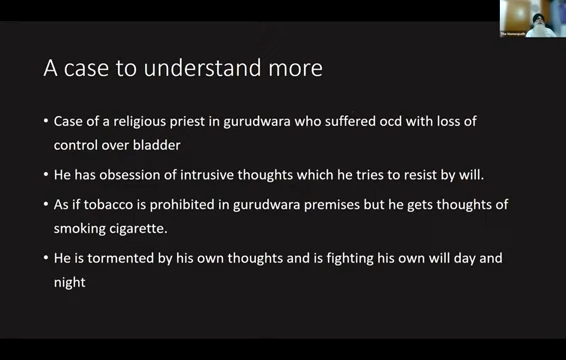 The Homeopath
A case to understand more
• Case of a religious priest in gurudwara who suffered ocd with loss of
control over bladder
• He has obsession of intrusive thoughts which he tries to resist by will.
• As if tobacco is prohibited in gurudwara premises but he gets thoughts of
smoking cigarette.
• He is tormented by his own thoughts and is fighting his own will day and
night